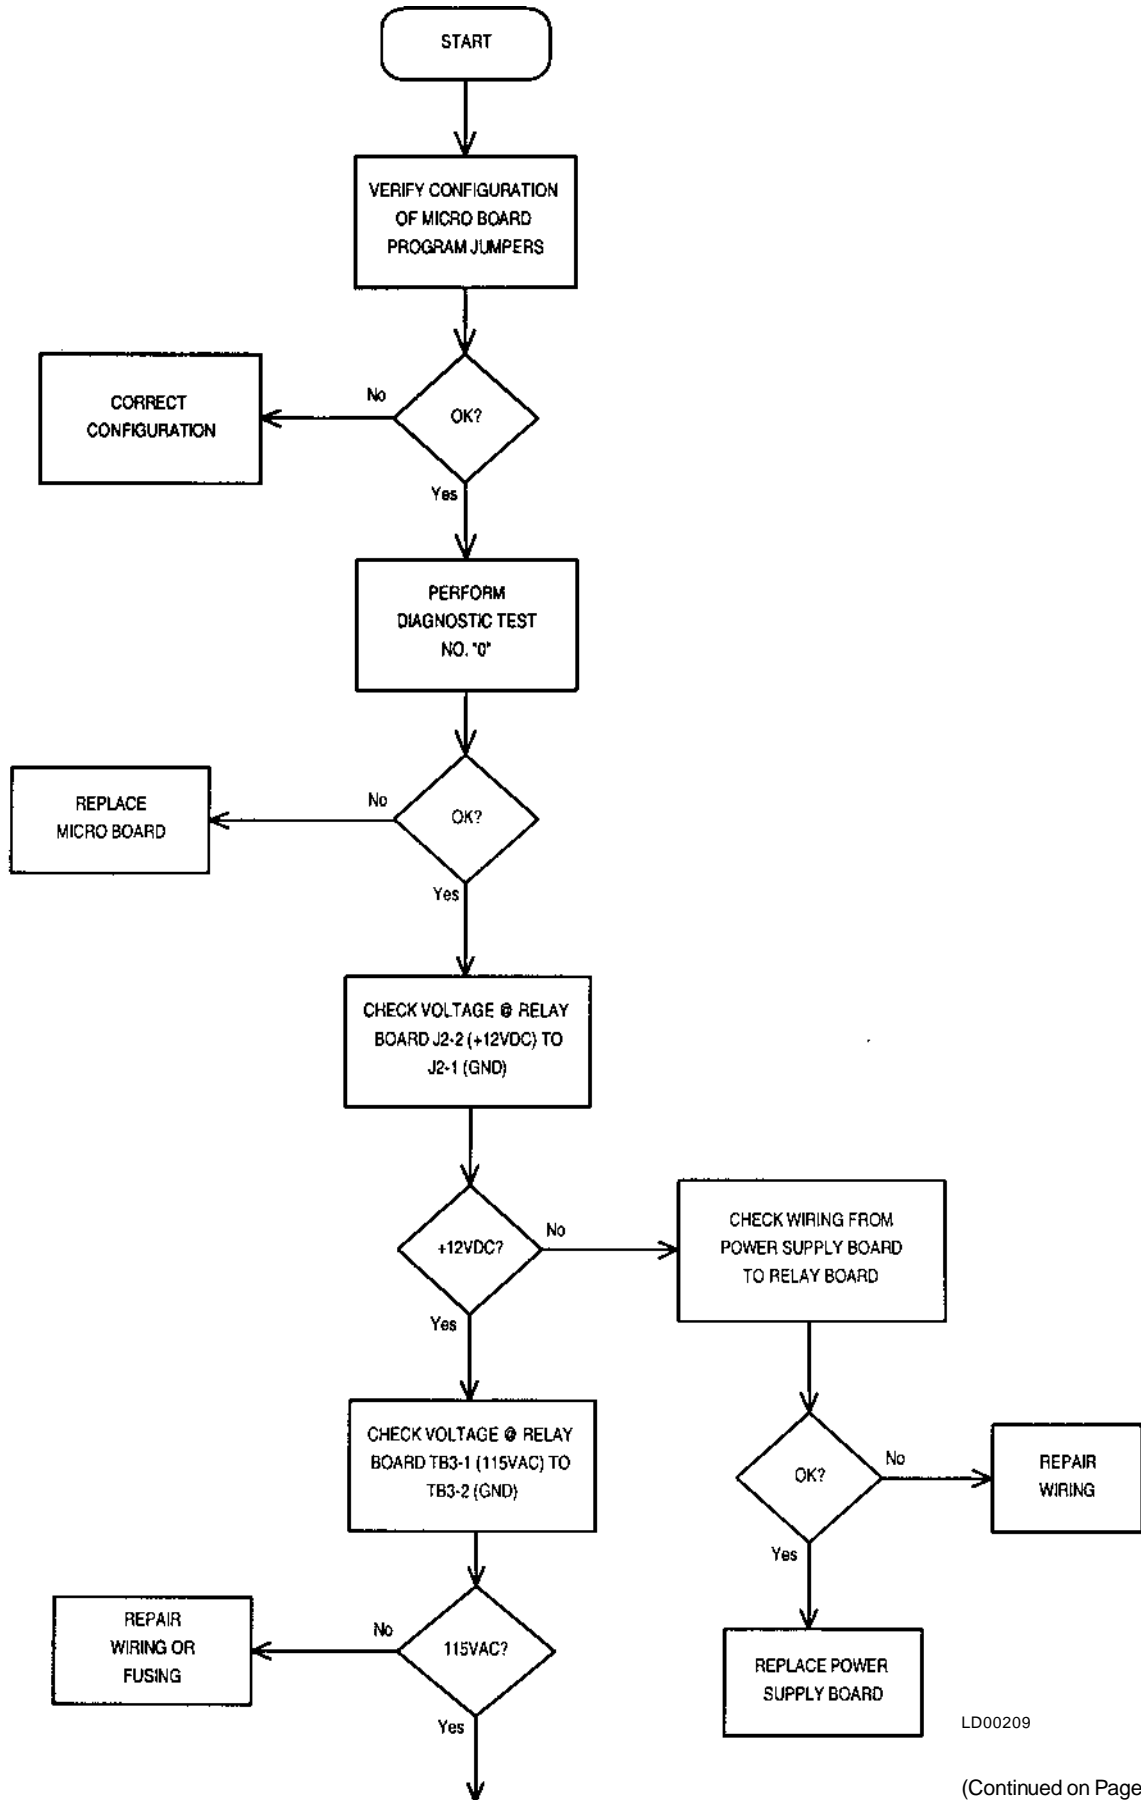 START
VERIFY CONFIGURATION
OF MICRO BOARD
PROGRAM JUMPERS
OK?
No
CORRECT
CONFIGURATION
Yes
PERFORM
DIAGNOSTIC TEST
NO. "0"
OK?
No
REPLACE
MICRO BOARD
Yes
CHECK VOLTAGE @ RELAY
BOARD J2-2 (+12VDC) TO
J2-1 (GND)
+12VDC?
No
CHECK WIRING FROM
POWER SUPPLY BOARD
TO RELAY BOARD
Yes
CHECK VOLTAGE @ RELAY
BOARD TB3-1 (115VAC) TO
TB3-2 (GND)
OK?
No
REPAIR
WIRING
Yes
REPLACE POWER
SUPPLY BOARD
115VAC?
No
REPAIR
WIRING OR
FUSING
Yes
LD00209
(Continued on Page